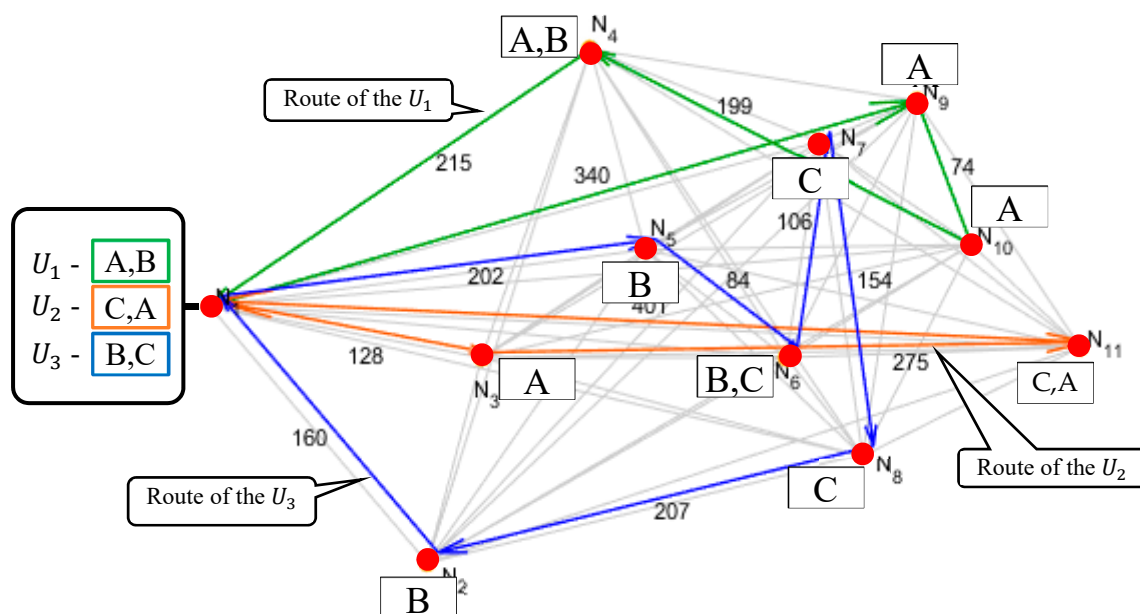 N₄
A,B
A
Route of the U₁
N₉
199
N₇
74
215
340
C
A
106
N₅
N₁₀
U₁ - A,B
202
B
84
154
U₂ - C,A
401
U₃ - B,C
128
N₁₁
275
N₃
A
B,C
N₆
C,A
160
N₈
Route of the U₂
Route of the U₃
C
207
N₂
B